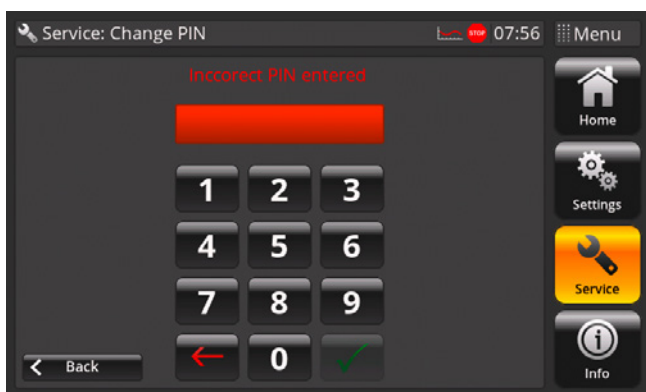 Service: Change PIN
STOP 07:56
Menu
Inccorect PIN entered
Home
1 2 3
Settings
4 5 6
Service
7 8 9
Back
0
Info